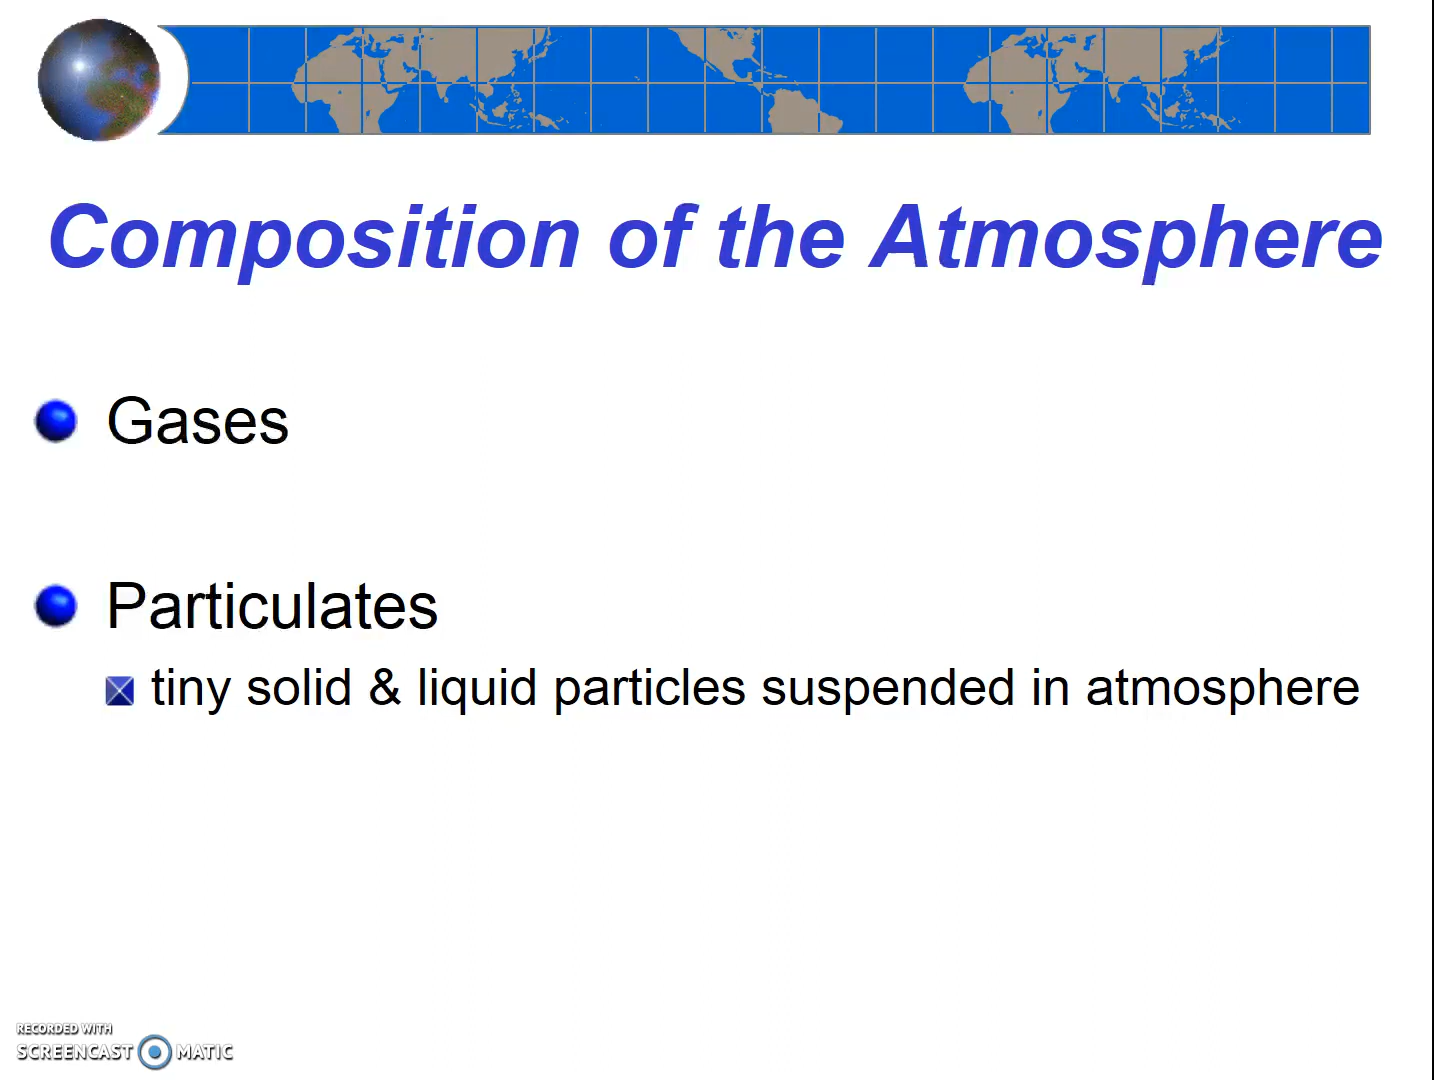 Composition of the Atmosphere
Gases
Particulates
tiny solid & liquid particles suspended in atmosphere
RECORDED WITH
SCREENCAST MATIC